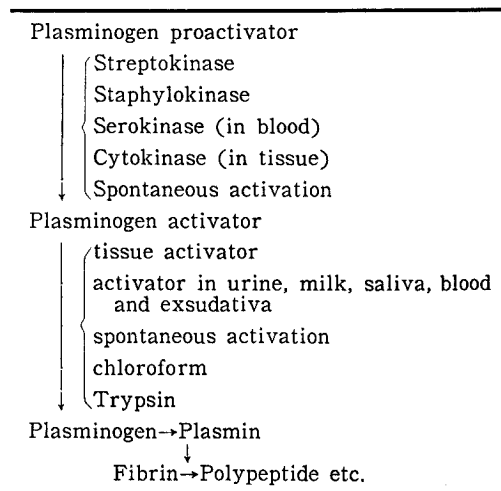 Plasminogen proactivator
Streptokinase
Staphylokinase
Serokinase (in blood)
Cytokinase (in tissue)
Spontaneous activation
Plasminogen activator
tissue activator
activator in urine, milk, saliva, blood
and exsudativa
spontaneous activation
chloroform
Trypsin
Plasminogen→Plasmin
↓
Fibrin→Polypeptide etc.